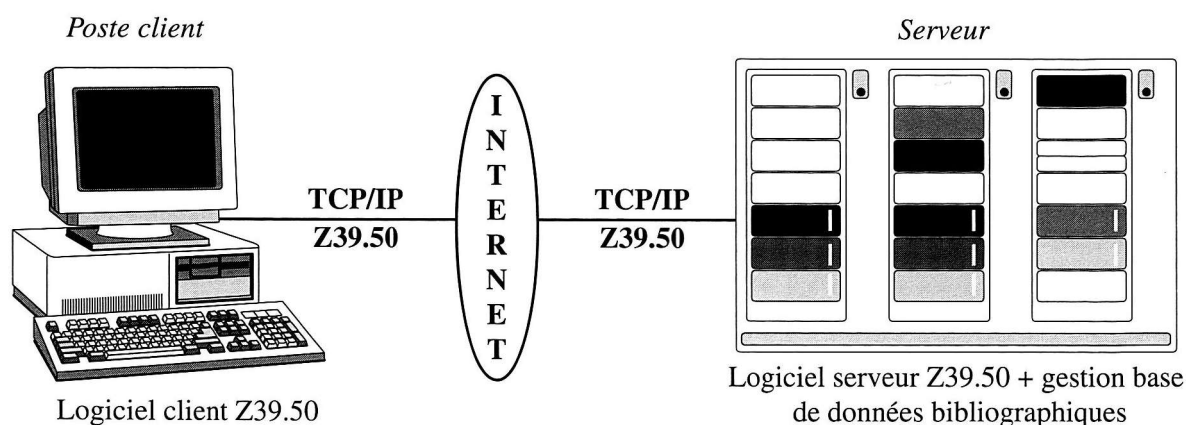 Poste client
Serveur
INTERNET
TCP/IP
Z39.50
TCP/IP
Z39.50
Logiciel client Z39.50
Logiciel serveur Z39.50 + gestion base
de données bibliographiques